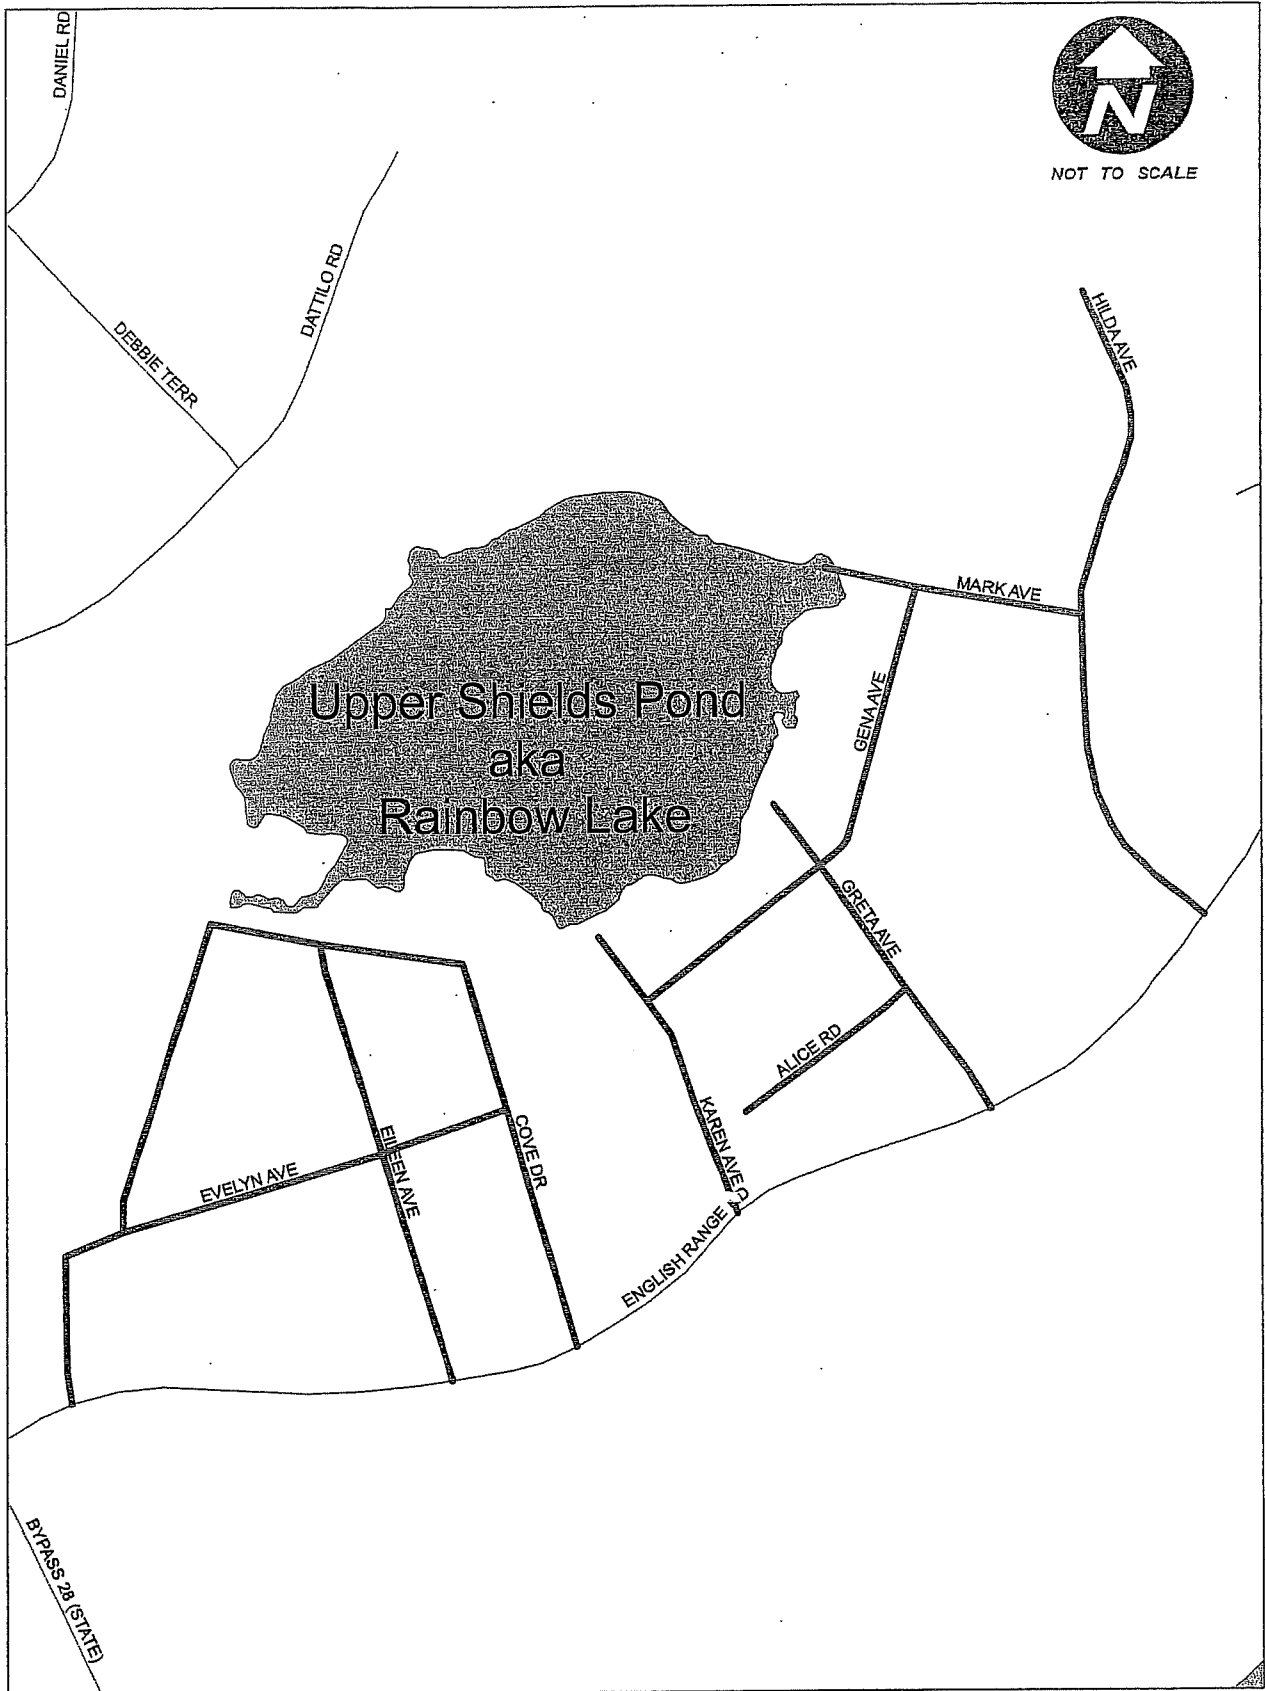 DANIEL RD
N
NOT TO SCALE
DATTILO RD
HILDA AVE
DEBBIE TERR
MARK AVE
Upper Shields Pond
aka
Rainbow Lake
GENA AVE
GRETA AVE
ALICE RD
KAREN AVE
COVE DR
EILEEN AVE
EVELYN AVE
ENGLISH RANGE
BYPASS 28 (STATE)